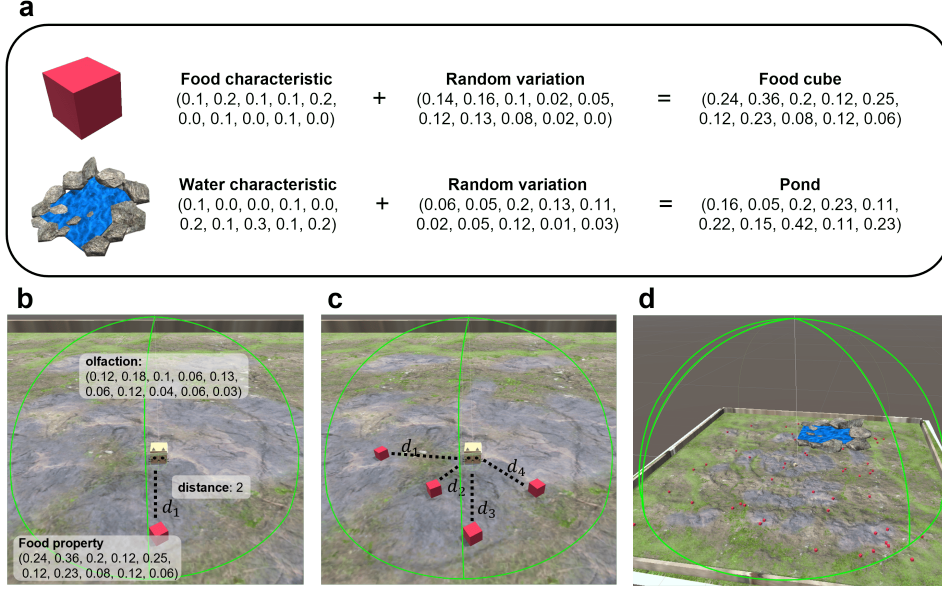 a
Food characteristic
(0.1, 0.2, 0.1, 0.1, 0.2,
0.0, 0.1, 0.0, 0.1, 0.0)
+
Random variation
(0.14, 0.16, 0.1, 0.02, 0.05,
0.12, 0.13, 0.08, 0.02, 0.0)
=
Food cube
(0.24, 0.36, 0.2, 0.12, 0.25,
0.12, 0.23, 0.08, 0.12, 0.06)
Water characteristic
(0.1, 0.0, 0.0, 0.1, 0.0,
0.2, 0.1, 0.3, 0.1, 0.2)
+
Random variation
(0.06, 0.05, 0.2, 0.13, 0.11,
0.02, 0.05, 0.12, 0.01, 0.03)
=
Pond
(0.16, 0.05, 0.2, 0.23, 0.11,
0.22, 0.15, 0.42, 0.11, 0.23)
b
olfaction:
(0.12, 0.18, 0.1, 0.06, 0.13,
0.06, 0.12, 0.04, 0.06, 0.03)
distance: 2
d₁
Food property
(0.24, 0.36, 0.2, 0.12, 0.25,
0.12, 0.23, 0.08, 0.12, 0.06)
c
d₁
d₂
d₄
d₃
d